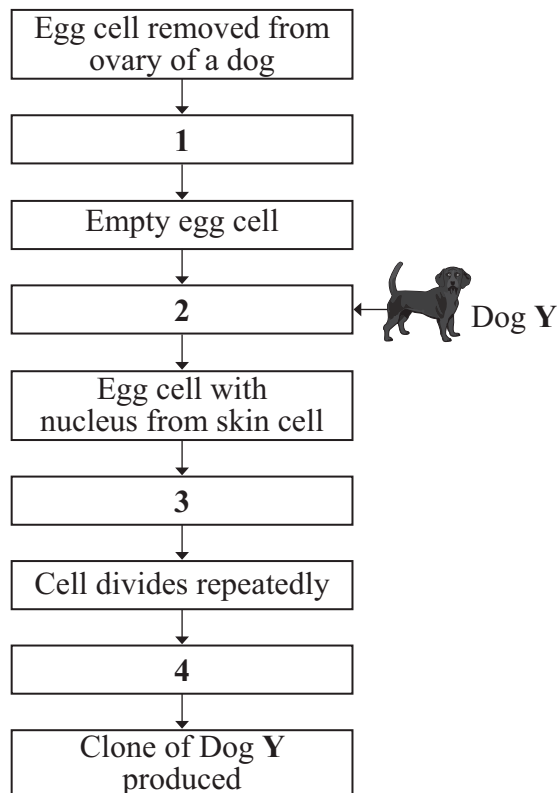 Egg cell removed from
ovary of a dog
1
Empty egg cell
2
Dog Y
Egg cell with
nucleus from skin cell
3
Cell divides repeatedly
4
Clone of Dog Y
produced